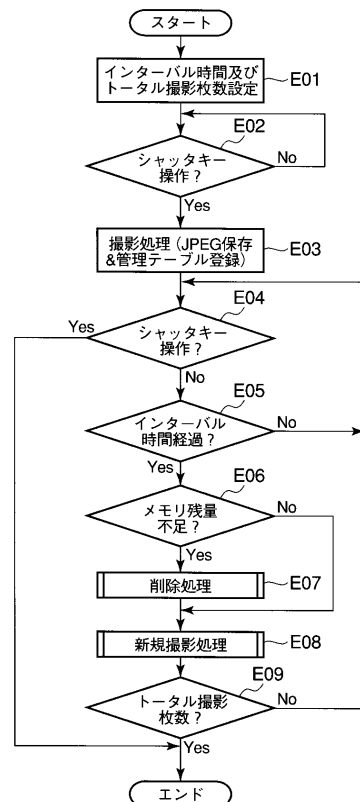 スタート
インターバル時間及び
トータル撮影枚数設定
E01
E02
シャッタキー
操作?
No
Yes
撮影処理(JPEG保存
&管理テーブル登録)
E03
E04
Yes
シャッタキー
操作?
No
E05
インターバル
時間経過?
No
Yes
E06
メモリ残量
不足?
No
Yes
削除処理
E07
新規撮影処理
E08
E09
トータル撮影
枚数?
No
Yes
エンド